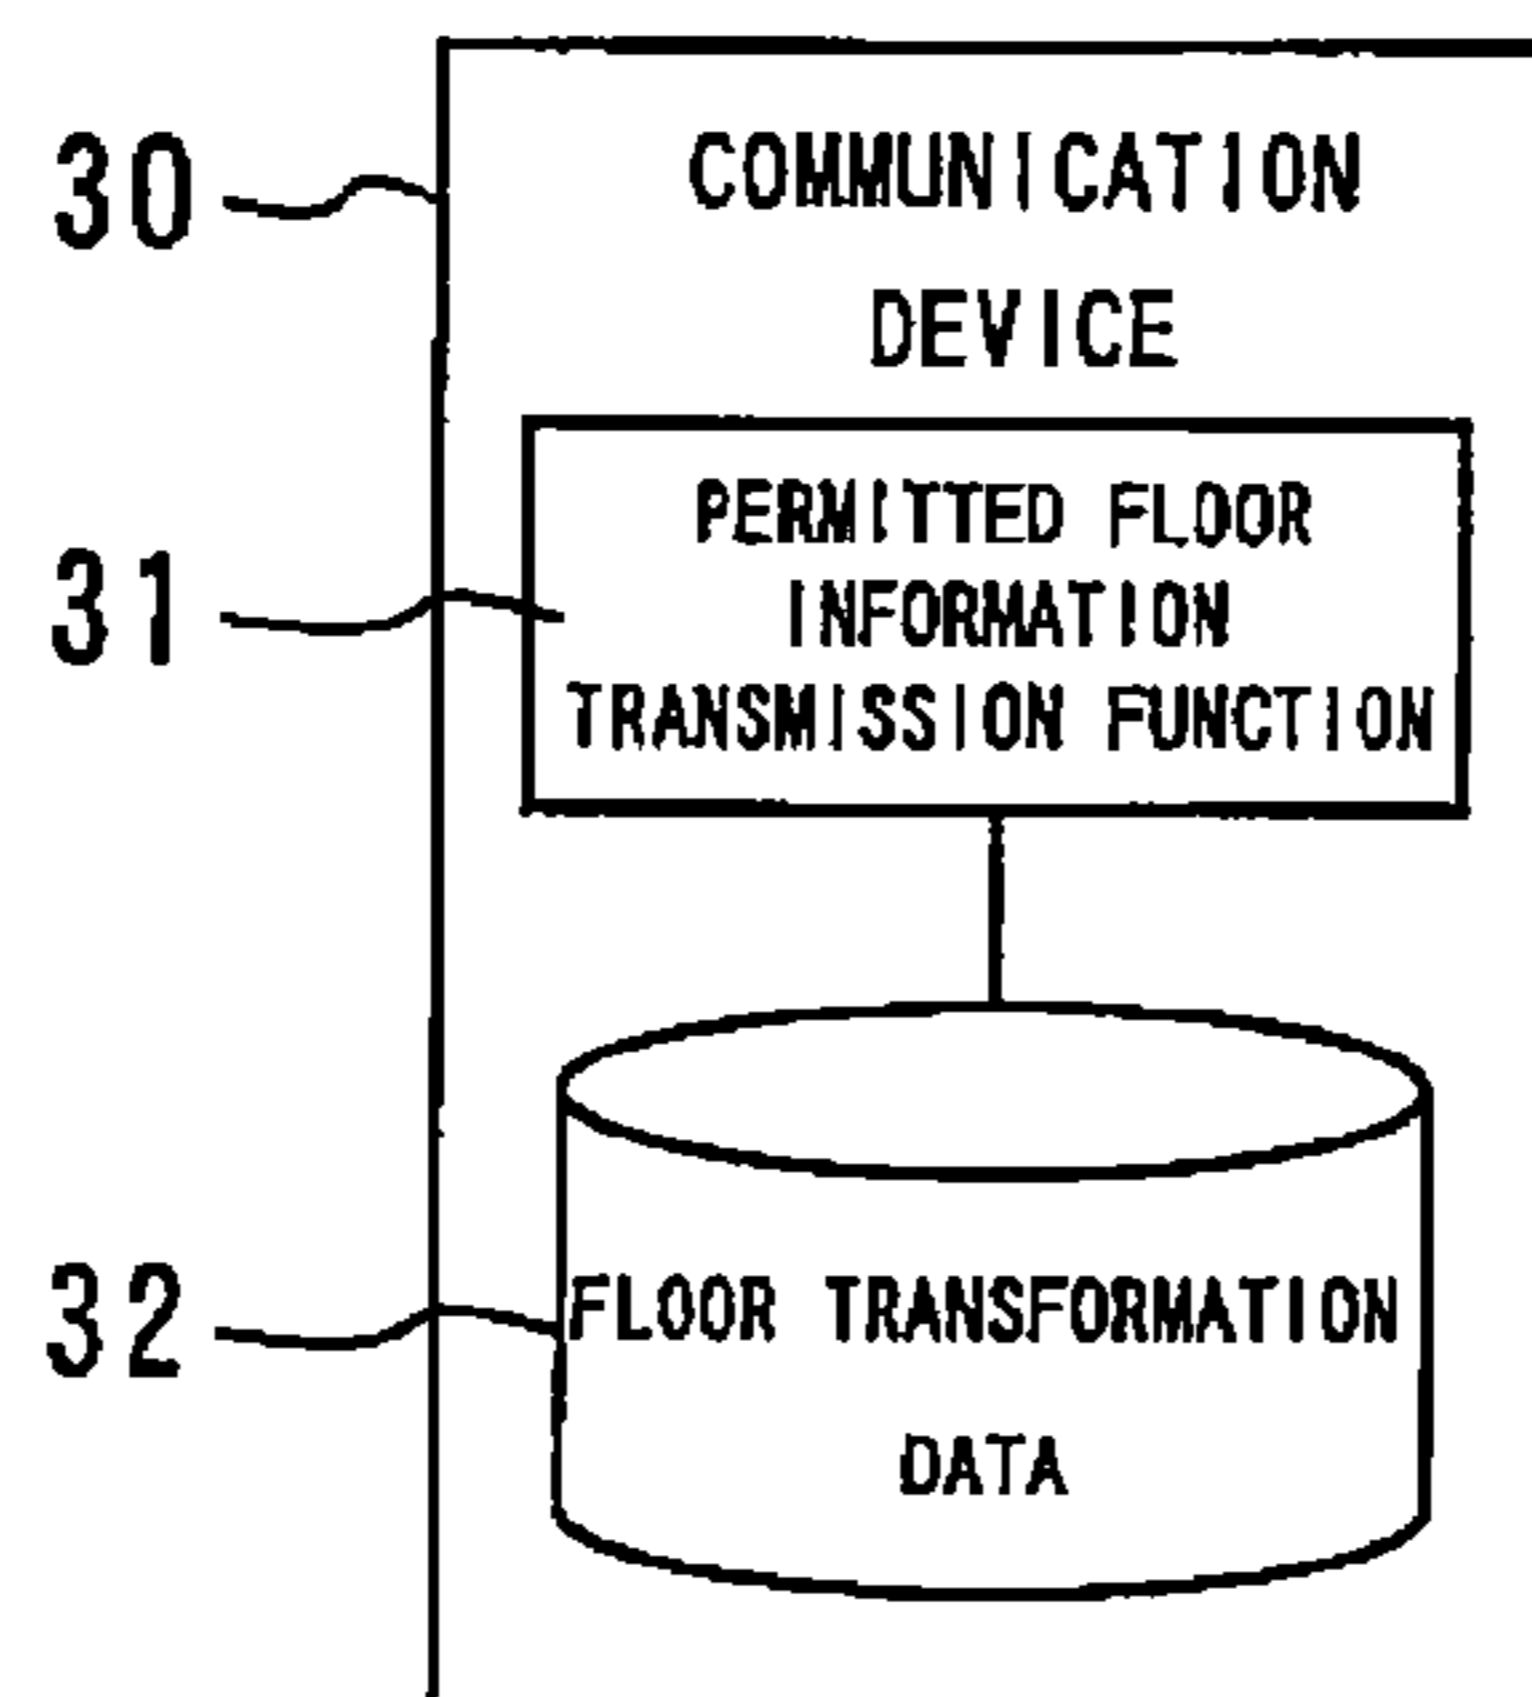 30
COMMUNICATION
DEVICE
PERMITTED FLOOR
31
INFORMATION
TRANSMISSION FUNCTION
32
FLOOR TRANSFORMATION
DATA